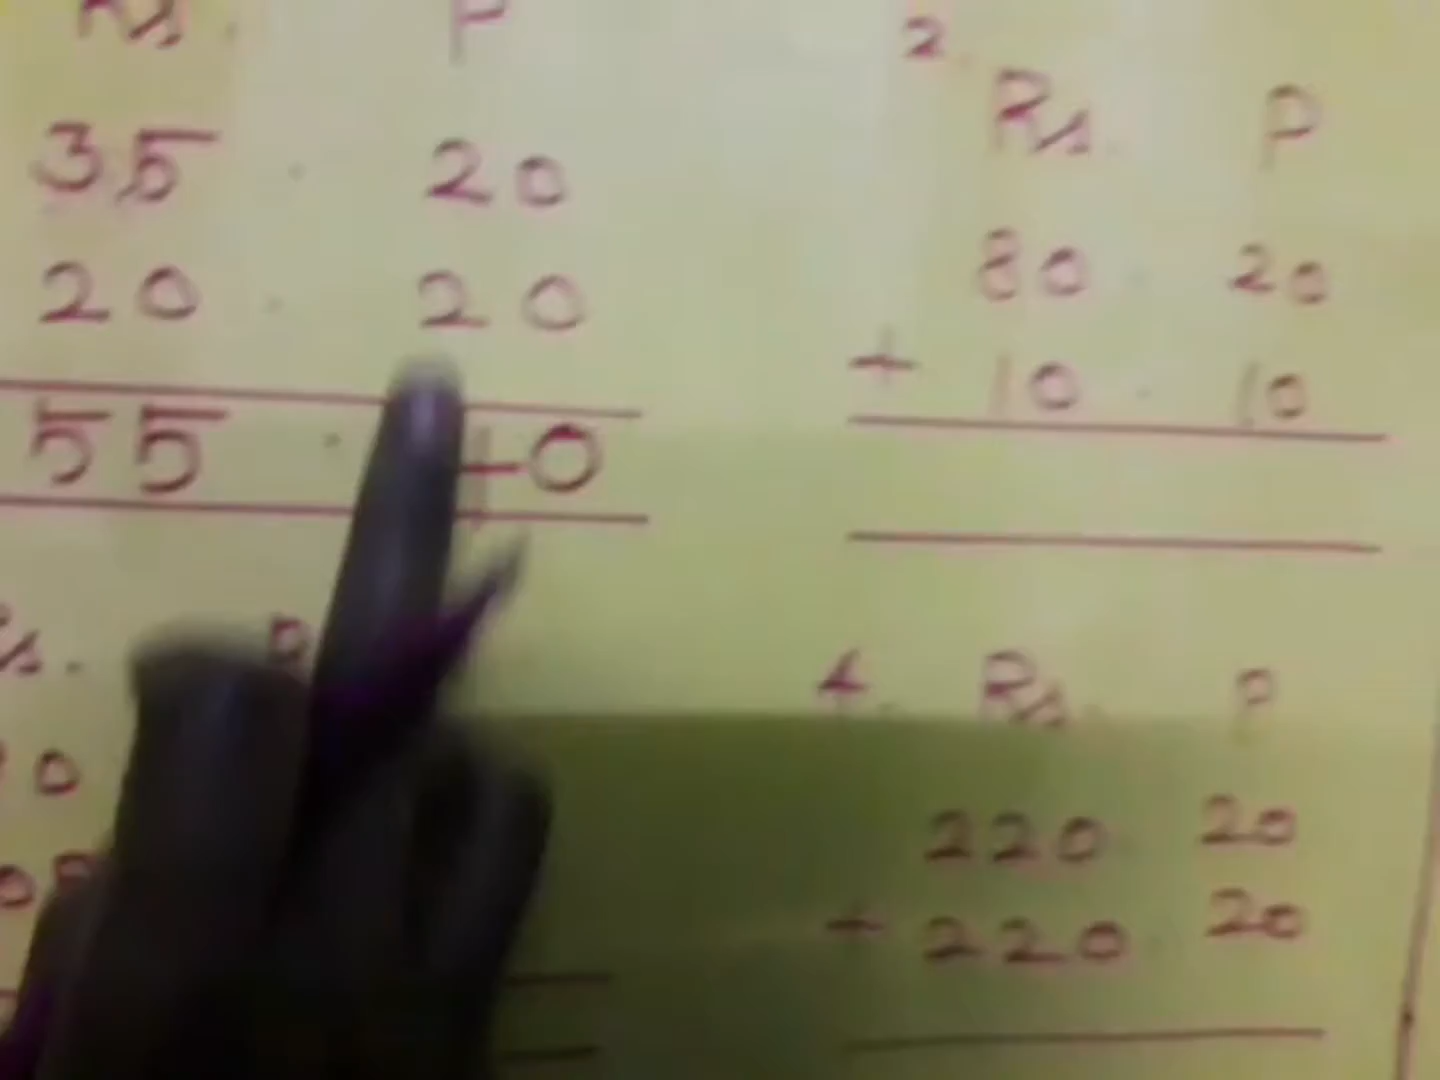 Rs. P
35 . 20
20 . 20
55 . 40
2.
Rs. P
80 . 20
+ 10 . 10
P
0
4. Rs. P
220 20
+ 220 . 20